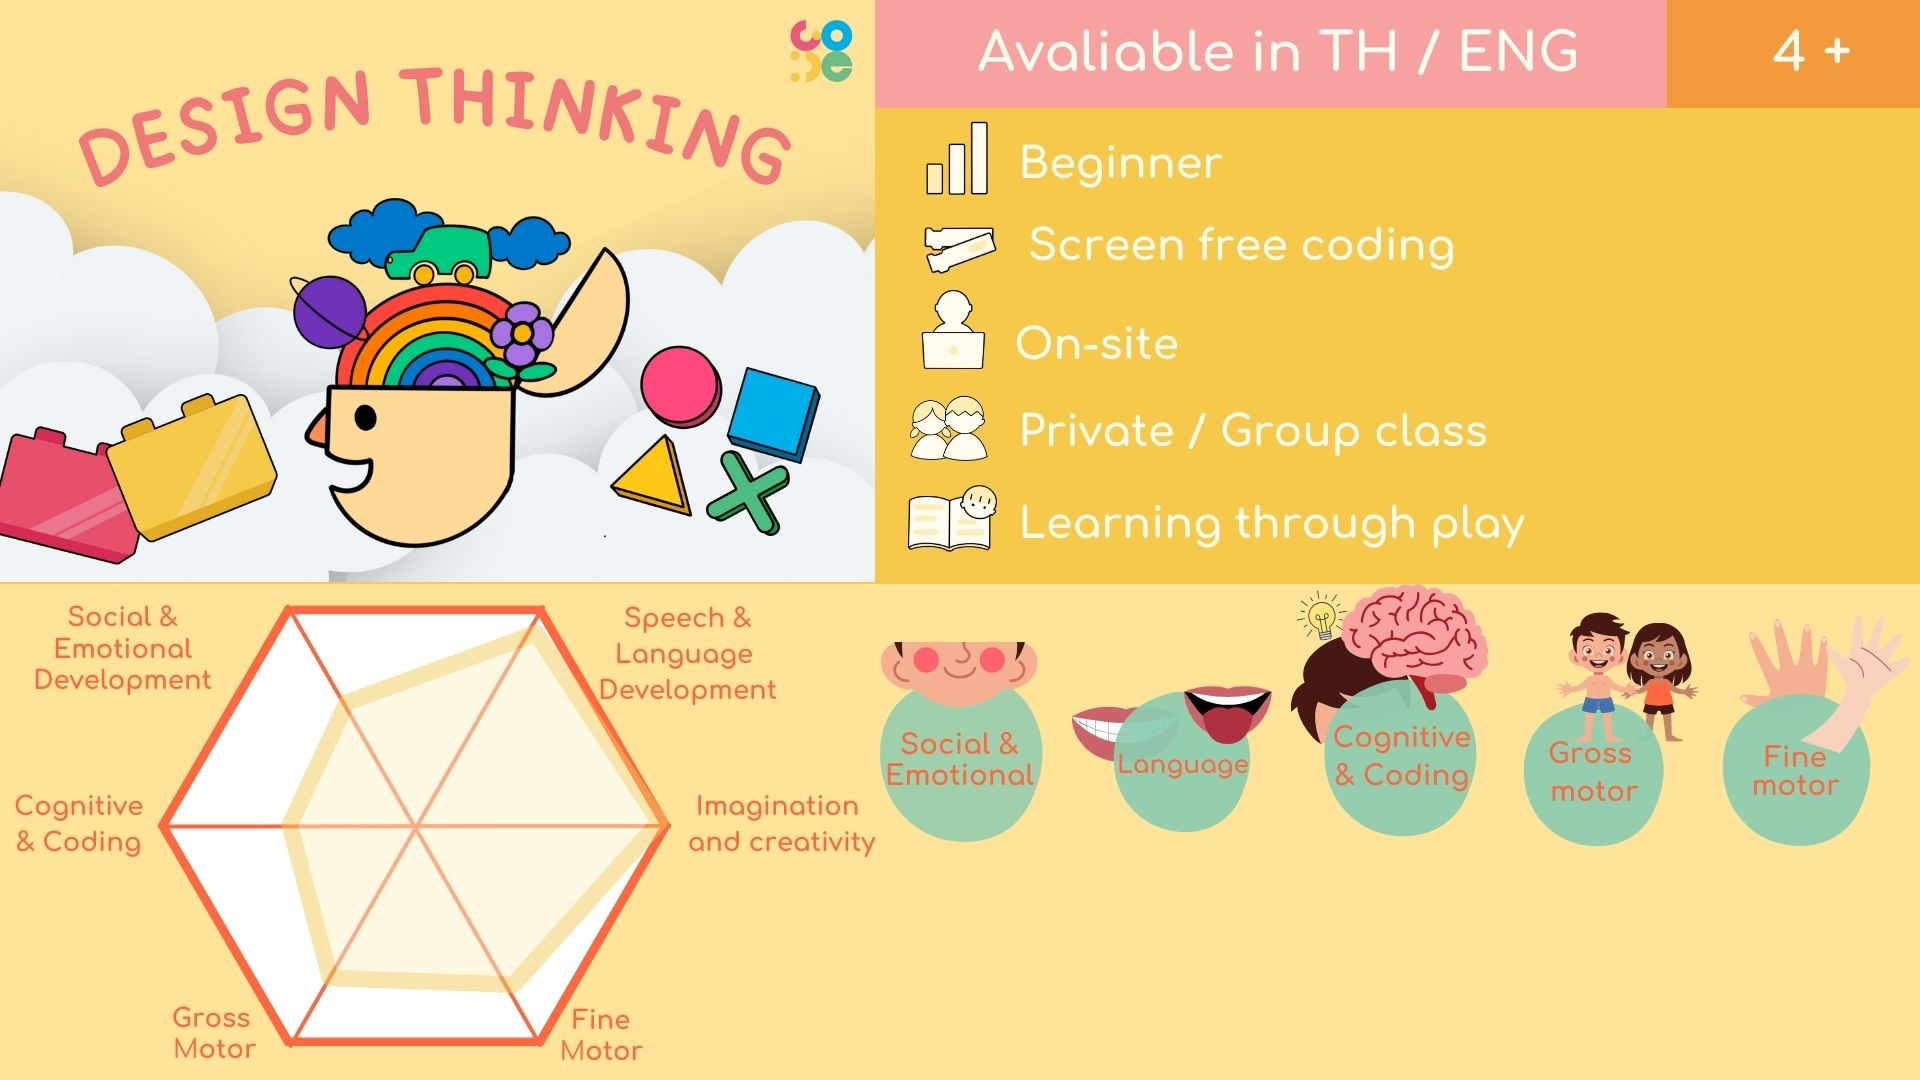 DESIGN THINKING
CODE
Avaliable in TH / ENG
4 +
Beginner
Screen free coding
On-site
Private / Group class
Learning through play
Social &
Emotional
Development
Speech &
Language
Development
Cognitive
& Coding
Imagination
and creativity
Gross
Motor
Fine
Motor
Social &
Emotional
Language
Cognitive
& Coding
Gross
motor
Fine
motor